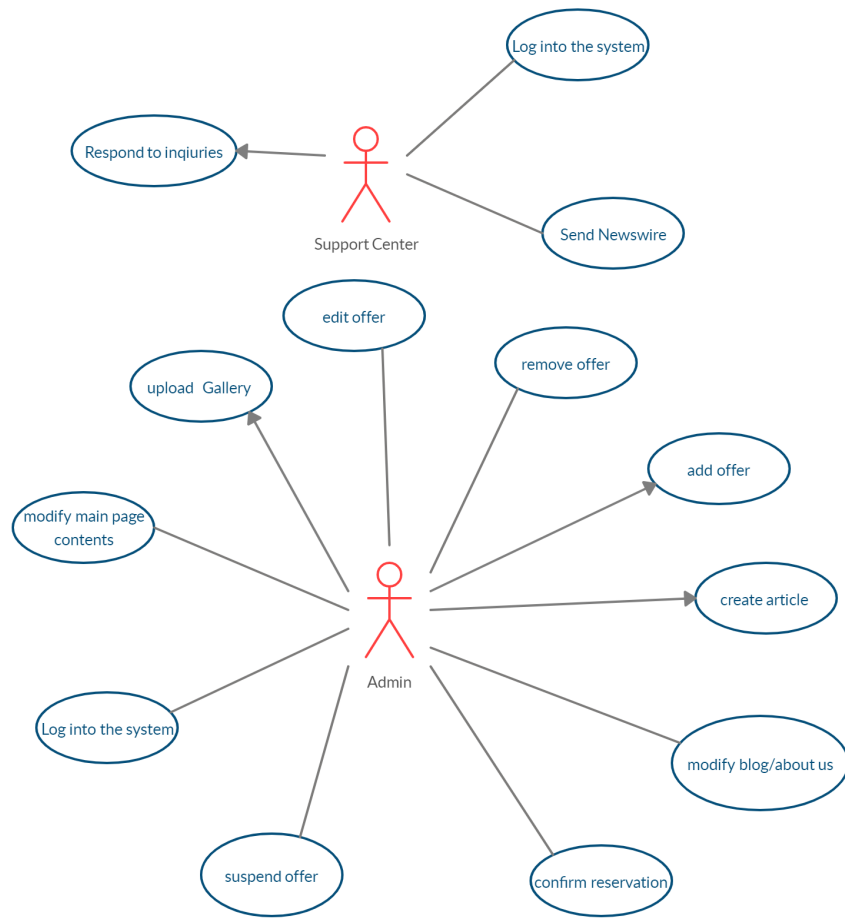 Log into the system
Respond to inqiuries
Send Newswire
Support Center
edit offer
remove offer
upload Gallery
add offer
modify main page
contents
create article
Admin
Log into the system
modify blog/about us
suspend offer
confirm reservation